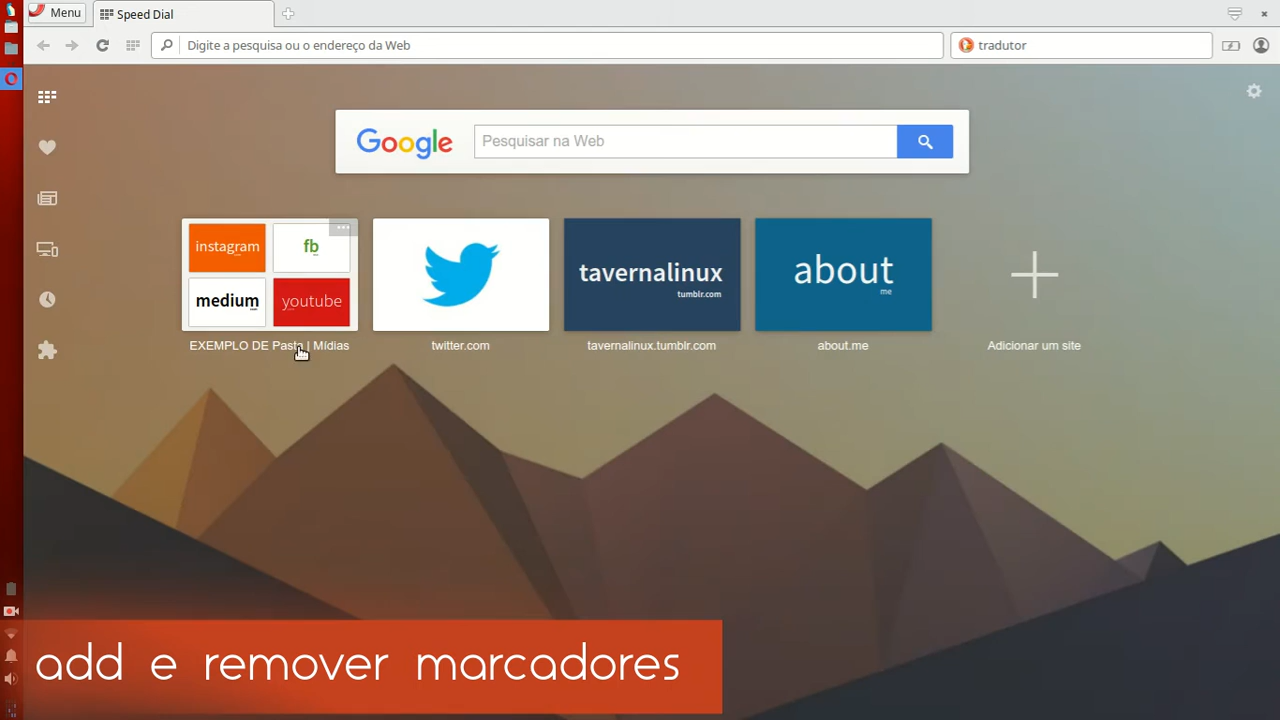 Menu
Speed Dial
Digite a pesquisa ou o endereço da Web
tradutor
Google
Pesquisar na Web
instagram
fb
medium
youtube
EXEMPLO DE Pasta | Mídias
twitter.com
tavernalinux
tumblr.com
tavernalinux.tumblr.com
about
me
about.me
Adicionar um site
add e remover marcadores